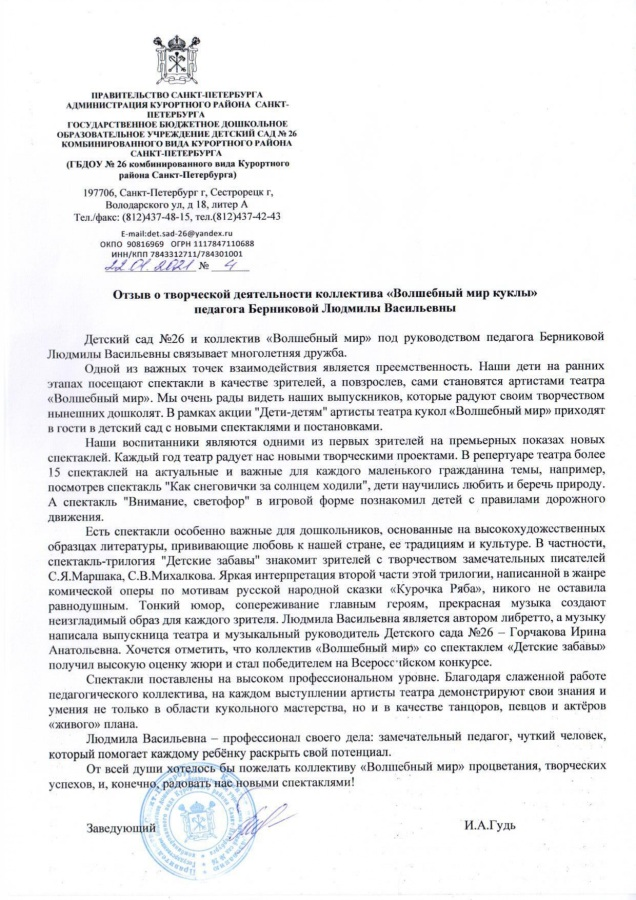 ПРАВИТЕЛЬСТВО САНКТ-ПЕТЕРБУРГА
АДМИНИСТРАЦИЯ КУРОРТНОГО РАЙОНА САНКТ-
ПЕТЕРБУРГА
ГОСУДАРСТВЕННОЕ БЮДЖЕТНОЕ ДОШКОЛЬНОЕ
ОБРАЗОВАТЕЛЬНОЕ УЧРЕЖДЕНИЕ ДЕТСКИЙ САД № 26
КОМБИНИРОВАННОГО ВИДА КУРОРТНОГО РАЙОНА
САНКТ-ПЕТЕРБУРГА
(ГБДОУ № 26 комбинированного вида Курортного
района Санкт-Петербурга)
197706, Санкт-Петербург г, Сестрорецк г,
Володарского ул, д 18, литер А
Тел./факс: (812)437-48-15, тел.(812)437-42-43
E-mail:det.sad-26@yandex.ru
ОКПО 90816969 ОГРН 1117847110688
ИНН/КПП 7843312711/784301001
22.01.2021 № 4
Отзыв о творческой деятельности коллектива «Волшебный мир куклы»
педагога Берниковой Людмилы Васильевны
Детский сад №26 и коллектив «Волшебный мир» под руководством педагога Берниковой
Людмилы Васильевны связывает многолетняя дружба.
Одной из важных точек взаимодействия является преемственность. Наши дети на ранних
этапах посещают спектакли в качестве зрителей, а повзрослев, сами становятся артистами театра
«Волшебный мир». Мы очень рады видеть наших выпускников, которые радуют своим творчеством
нынешних дошколят. В рамках акции "Дети-детям" артисты театра кукол «Волшебный мир» приходят
в гости в детский сад с новыми спектаклями и постановками.
Наши воспитанники являются одними из первых зрителей на премьерных показах новых
спектаклей. Каждый год театр радует нас новыми творческими проектами. В репертуаре театра более
15 спектаклей на актуальные и важные для каждого маленького гражданина темы, например,
посмотрев спектакль "Как снеговички за солнцем ходили", дети научились любить и беречь природу.
А спектакль "Внимание, светофор" в игровой форме познакомил детей с правилами дорожного
движения.
Есть спектакли особенно важные для дошкольников, основанные на высокохудожественных
образцах литературы, прививающие любовь к нашей стране, ее традициям и культуре. В частности,
спектакль-трилогия "Детские забавы" знакомит зрителей с творчеством замечательных писателей
С.Я.Маршака, С.В.Михалкова. Яркая интерпретация второй части этой трилогии, написанной в жанре
комической оперы по мотивам русской народной сказки «Курочка Ряба», никого не оставила
равнодушным. Тонкий юмор, сопереживание главным героям, прекрасная музыка создают
неизгладимый образ для каждого зрителя. Людмила Васильевна является автором либретто, а музыку
написала выпускница театра и музыкальный руководитель Детского сада №26 – Горчакова Ирина
Анатольевна. Хочется отметить, что коллектив «Волшебный мир» со спектаклем «Детские забавы»
получил высокую оценку жюри и стал победителем на Всероссийском конкурсе.
Спектакли поставлены на высоком профессиональном уровне. Благодаря слаженной работе
педагогического коллектива, на каждом выступлении артисты театра демонстрируют свои знания и
умения не только в области кукольного мастерства, но и в качестве танцоров, певцов и актёров
«живого» плана.
Людмила Васильевна – профессионал своего дела: замечательный педагог, чуткий человек,
который помогает каждому ребёнку раскрыть свой потенциал.
От всей души хотелось бы пожелать коллективу «Волшебный мир» процветания, творческих
успехов, и, конечно, радовать нас новыми спектаклями!
Заведующий И.А.Гудь